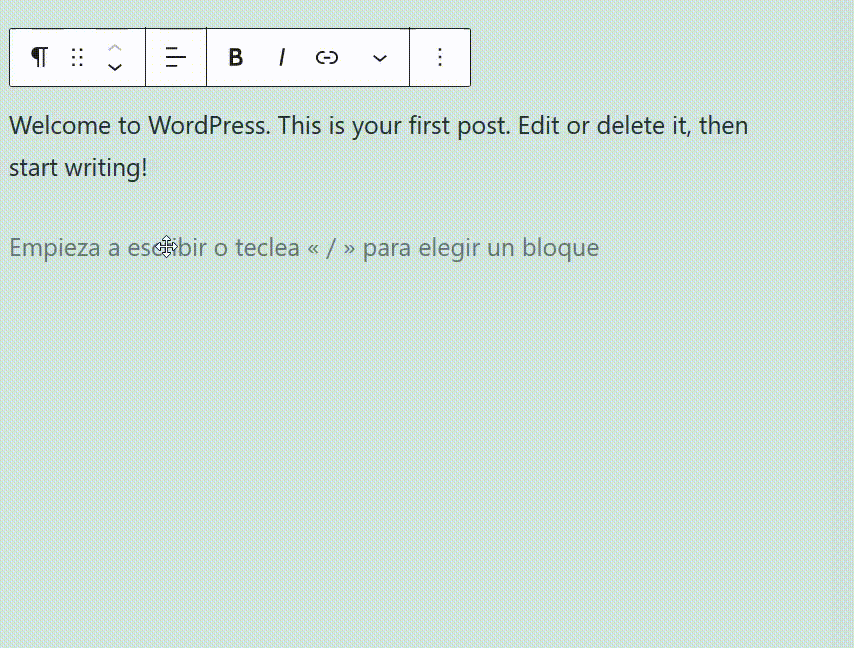 B I
Welcome to WordPress. This is your first post. Edit or delete it, then
start writing!
Empieza a escribir o teclea « / » para elegir un bloque